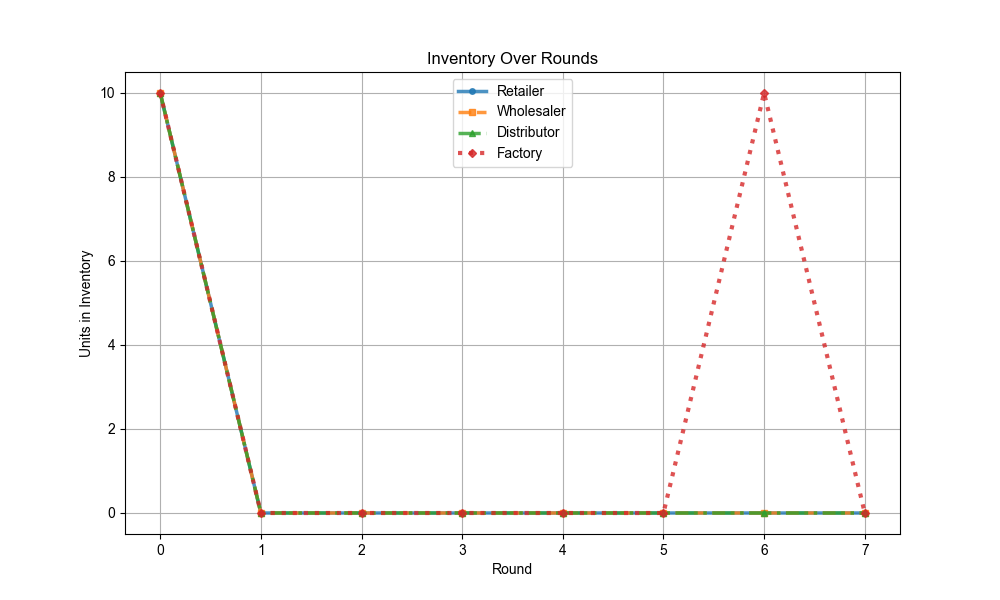 Inventory Over Rounds
Retailer
Wholesaler
Distributor
Factory
Units in Inventory
10
8
6
4
2
0
0 1 2 3 4 5 6 7
Round